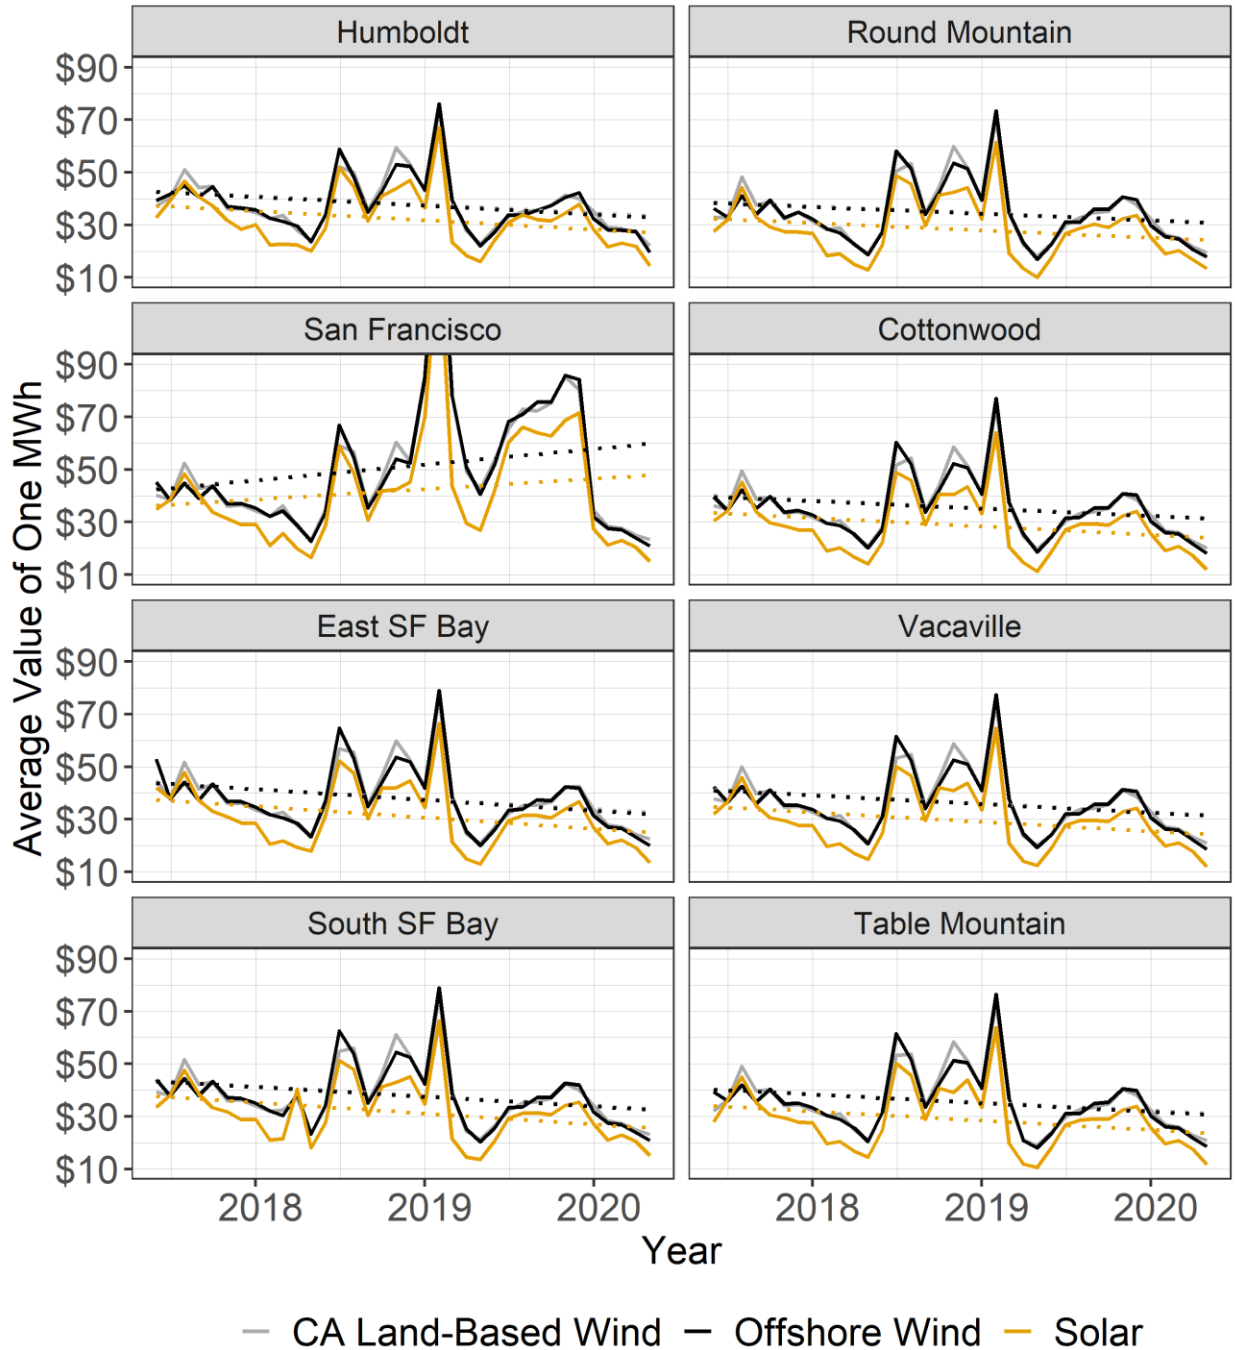 Humboldt
Round Mountain
$90
$70
$50
$30
$10
San Francisco
Cottonwood
$90
$70
$50
$30
$10
East SF Bay
Vacaville
$90
$70
$50
$30
$10
South SF Bay
Table Mountain
$90
$70
$50
$30
$10
Average Value of One MWh
2018 2019 2020 2018 2019 2020
Year
CA Land-Based Wind Offshore Wind Solar